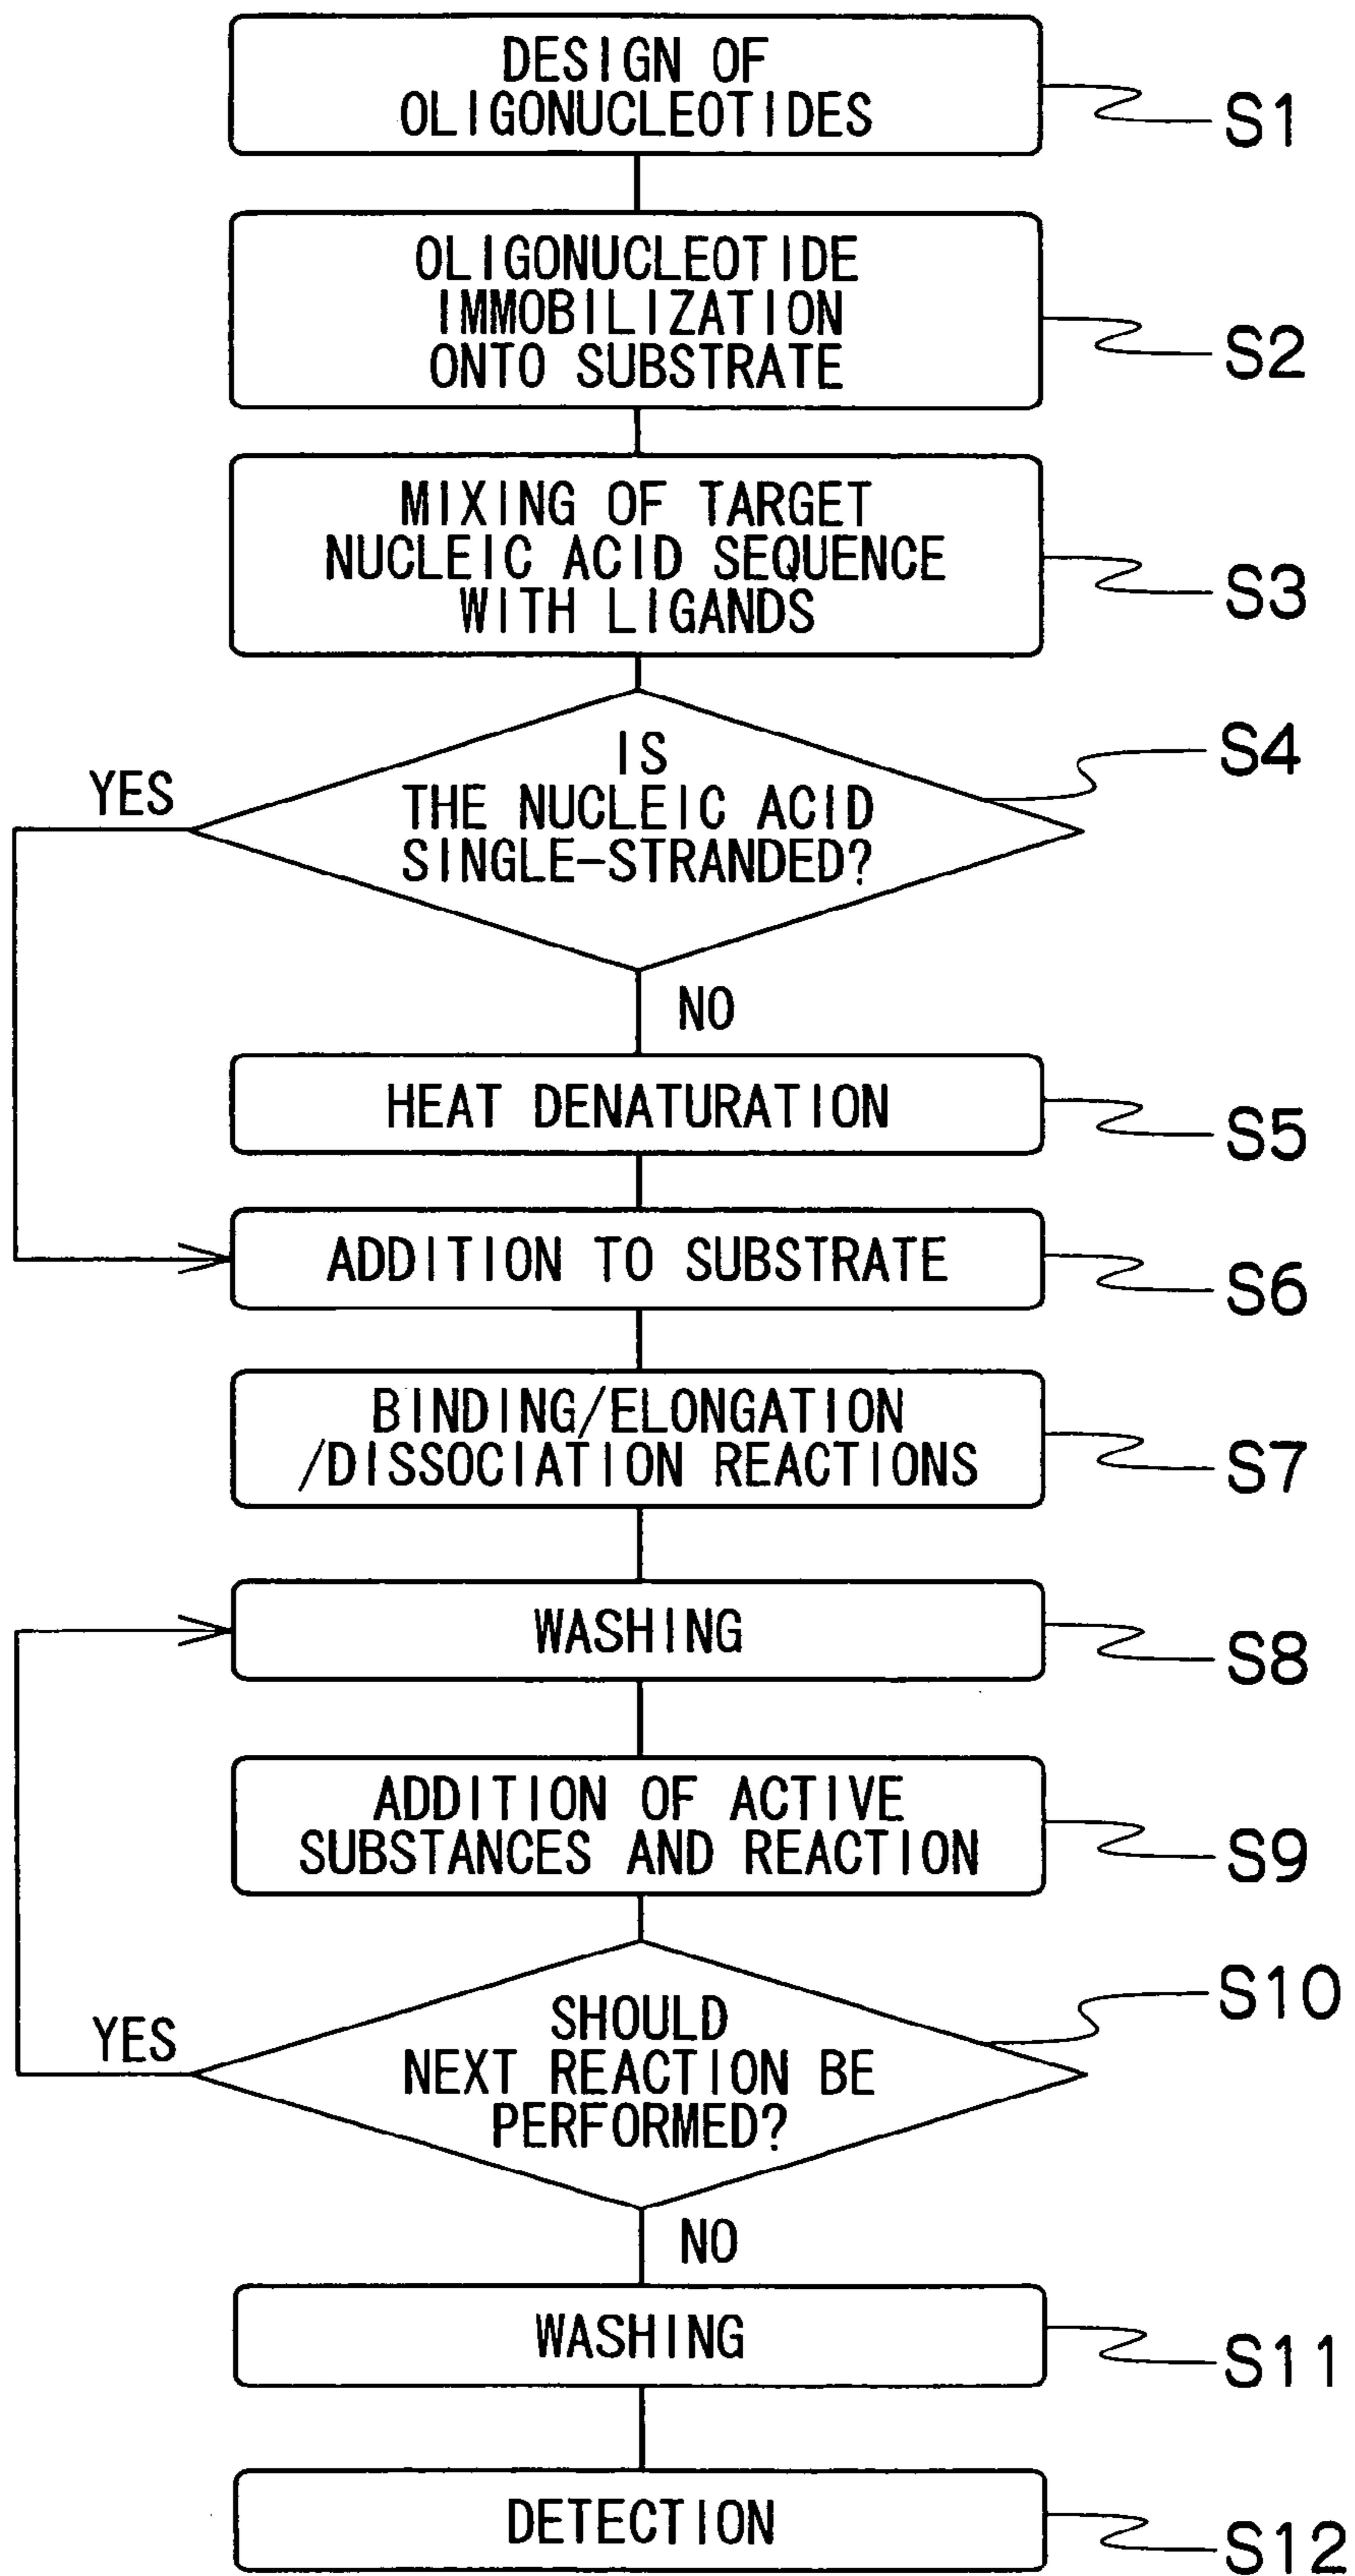 DESIGN OF
OLIGONUCLEOTIDES
S1
OLIGONUCLEOTIDE
IMMOBILIZATION
ONTO SUBSTRATE
S2
MIXING OF TARGET
NUCLEIC ACID SEQUENCE
WITH LIGANDS
S3
IS
THE NUCLEIC ACID
SINGLE-STRANDED?
S4
YES
NO
HEAT DENATURATION
S5
ADDITION TO SUBSTRATE
S6
BINDING/ELONGATION
/DISSOCIATION REACTIONS
S7
WASHING
S8
ADDITION OF ACTIVE
SUBSTANCES AND REACTION
S9
SHOULD
NEXT REACTION BE
PERFORMED?
S10
YES
NO
WASHING
S11
DETECTION
S12